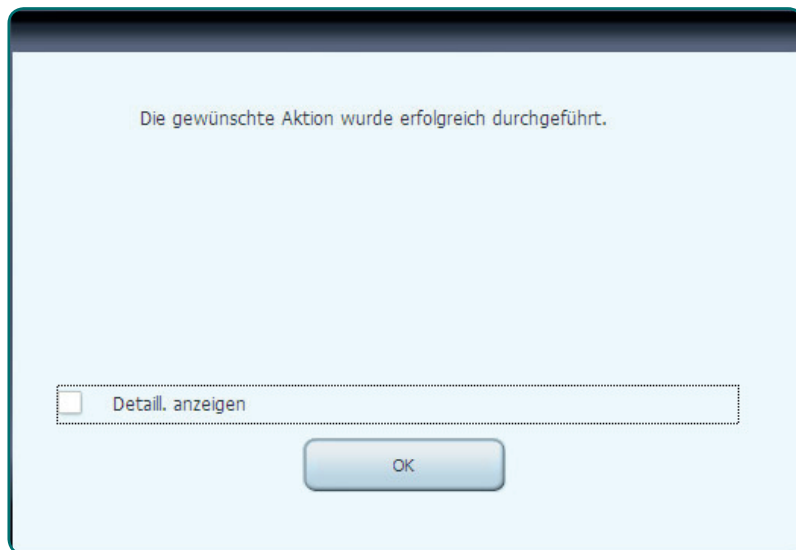 Die gewünschte Aktion wurde erfolgreich durchgeführt.
Detaill. anzeigen
OK